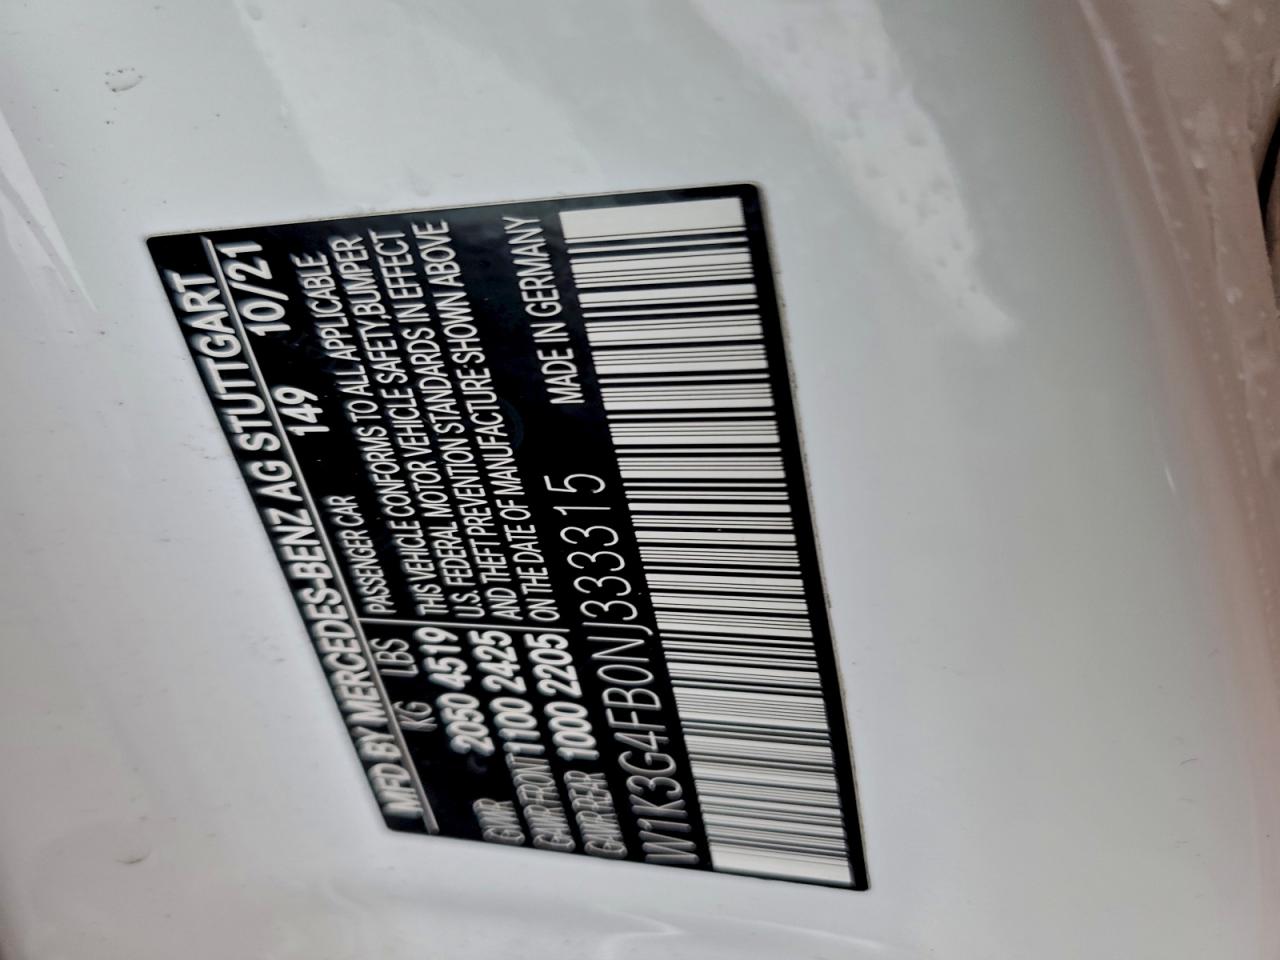 MFD BY MERCEDES-BENZ AG STUTTGART
10/21
149
KG LBS
GVWR 2050 4519
GAWR FRONT 1100 2425
GAWR REAR 1000 2205
PASSENGER CAR
THIS VEHICLE CONFORMS TO ALL APPLICABLE
U.S. FEDERAL MOTOR VEHICLE SAFETY,BUMPER
AND THEFT PREVENTION STANDARDS IN EFFECT
ON THE DATE OF MANUFACTURE SHOWN ABOVE
W1K3G4FB0NJ333315
MADE IN GERMANY